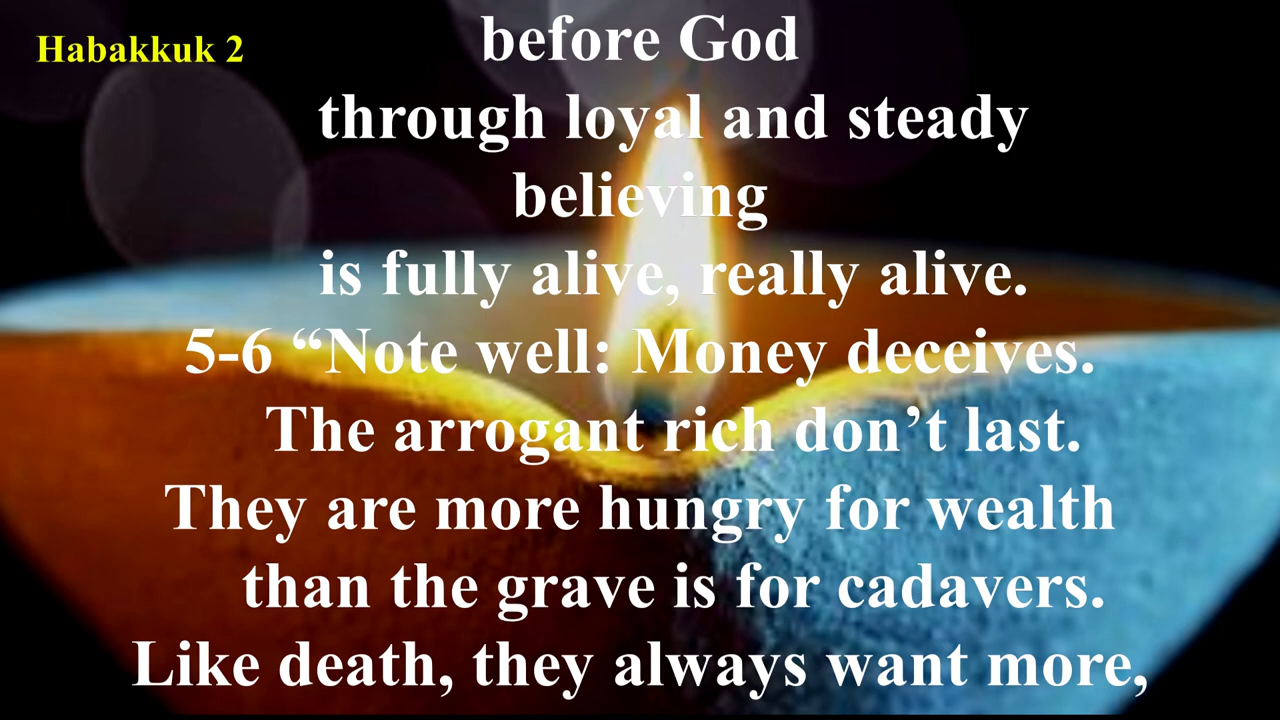 Habakkuk 2
before God
through loyal and steady
believing
is fully alive, really alive.
5-6 “Note well: Money deceives.
The arrogant rich don’t last.
They are more hungry for wealth
than the grave is for cadavers.
Like death, they always want more,